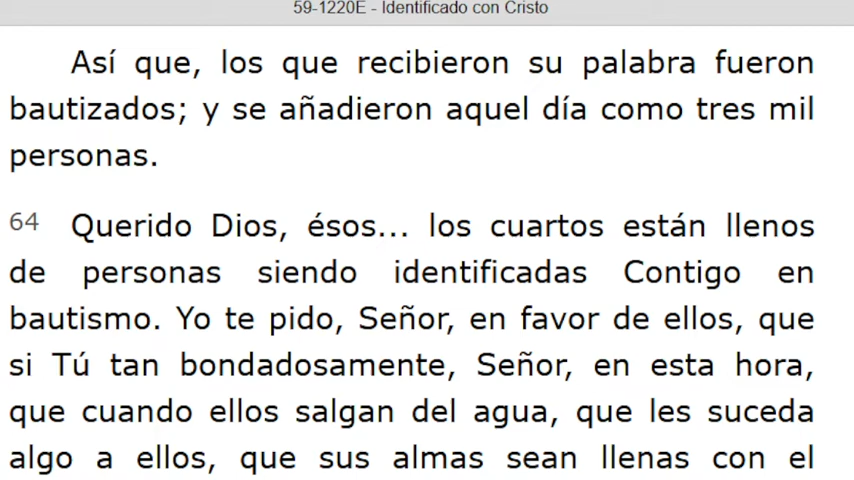 59-1220E - Identificado con Cristo
Así que, los que recibieron su palabra fueron
bautizados; y se añadieron aquel día como tres mil
personas.
64 Querido Dios, ésos... los cuartos están llenos
de personas siendo identificadas Contigo en
bautismo. Yo te pido, Señor, en favor de ellos, que
si Tú tan bondadosamente, Señor, en esta hora,
que cuando ellos salgan del agua, que les suceda
algo a ellos, que sus almas sean llenas con el